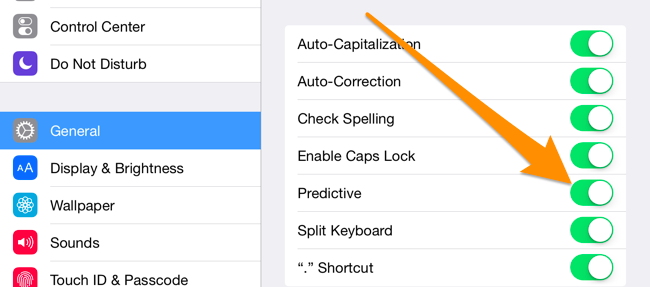 Control Center
Do Not Disturb
General
AA
Display & Brightness
Wallpaper
Sounds
Touch ID & Passcode
Auto-Capitalization
Auto-Correction
Check Spelling
Enable Caps Lock
Predictive
Split Keyboard
“.” Shortcut